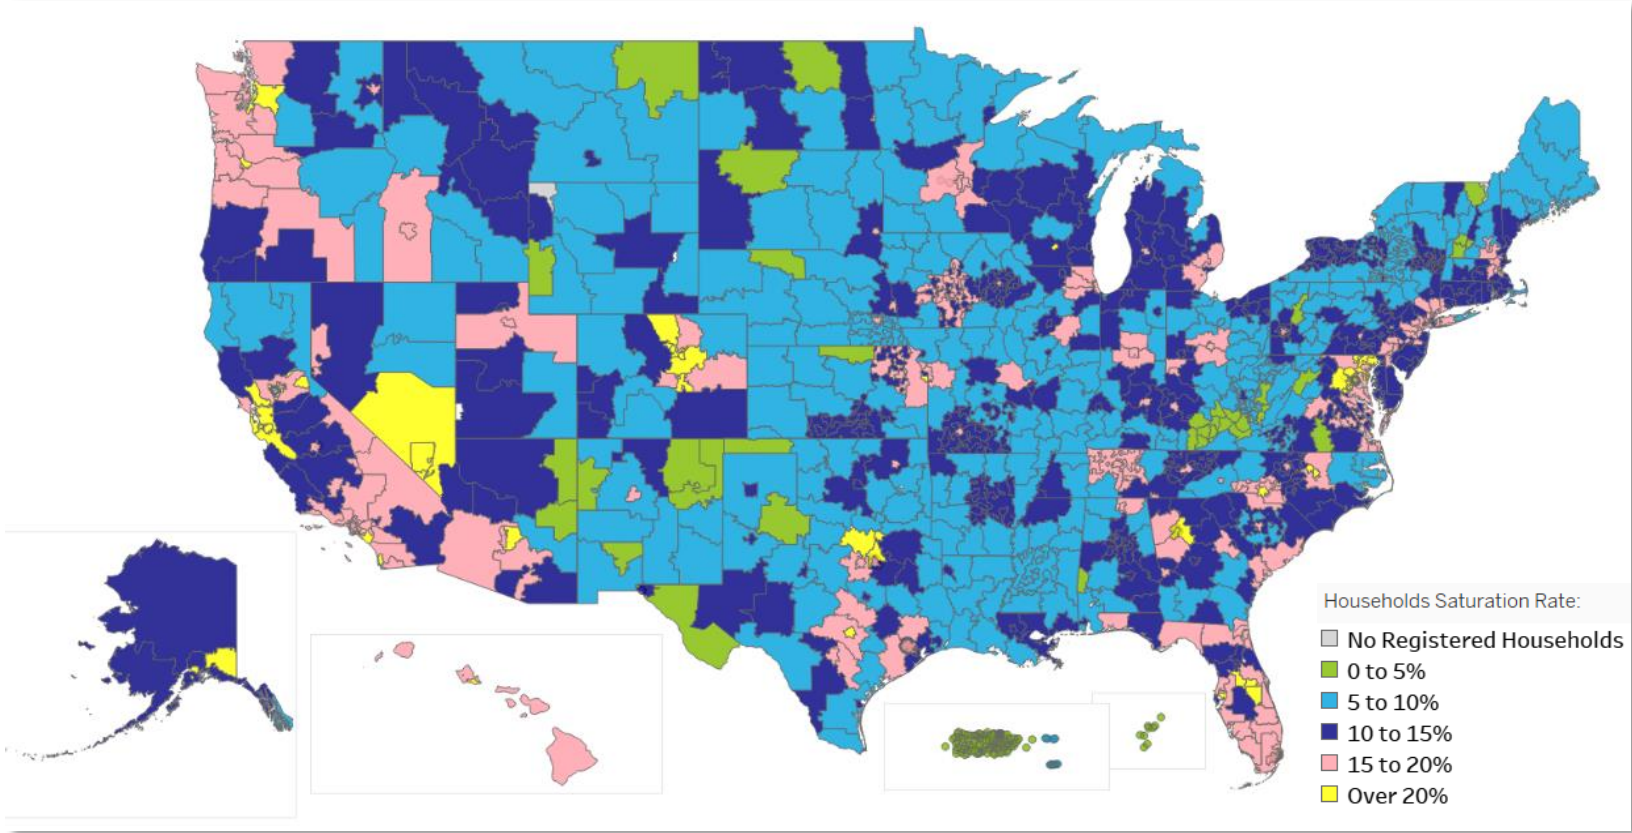 Households Saturation Rate:
No Registered Households
0 to 5%
5 to 10%
10 to 15%
15 to 20%
Over 20%